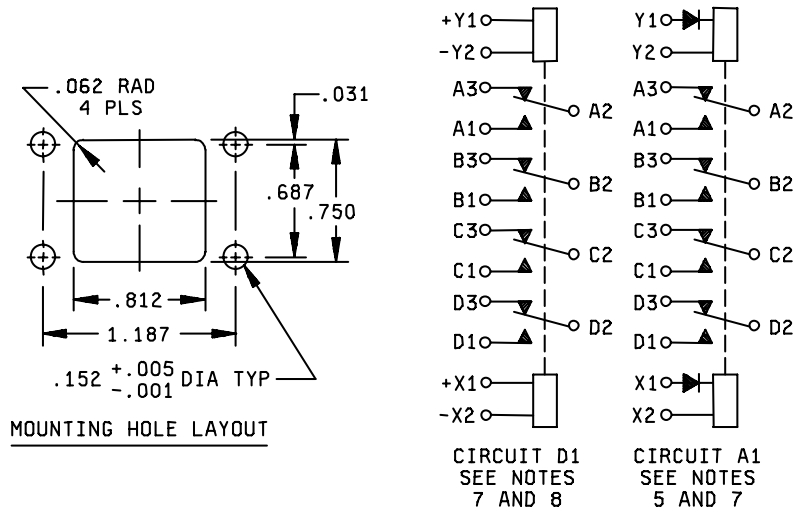 .062 RAD
4 PLS
.031
.687
.750
.812
1.187
.152 +.005 -.001 DIA TYP
MOUNTING HOLE LAYOUT
+Y1
-Y2
A3
A2
A1
B3
B2
B1
C3
C2
C1
D3
D2
D1
+X1
-X2
CIRCUIT D1
SEE NOTES
7 AND 8
Y1
Y2
A3
A2
A1
B3
B2
B1
C3
C2
C1
D3
D2
D1
X1
X2
CIRCUIT A1
SEE NOTES
5 AND 7